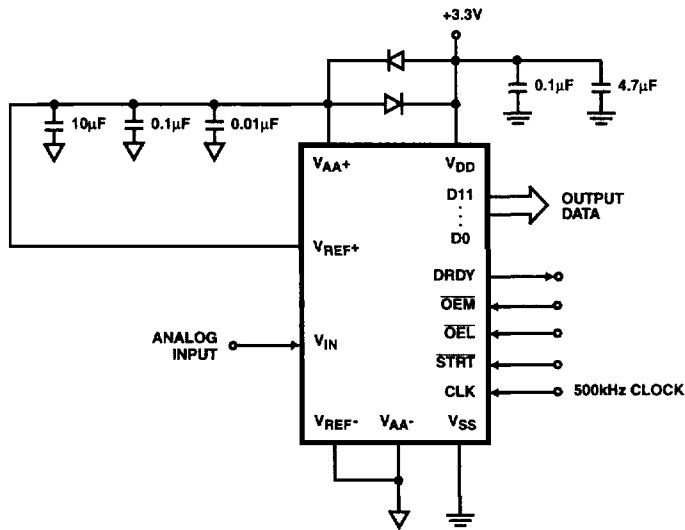 +3.3V
0.1µF
4.7µF
10µF
0.1µF
0.01µF
VAA+
VDD
D11
D0
OUTPUT
DATA
VREF+
DRDY
OEM
OEL
ANALOG
INPUT
VIN
STRT
CLK
500kHz CLOCK
VREF-
VAA-
VSS